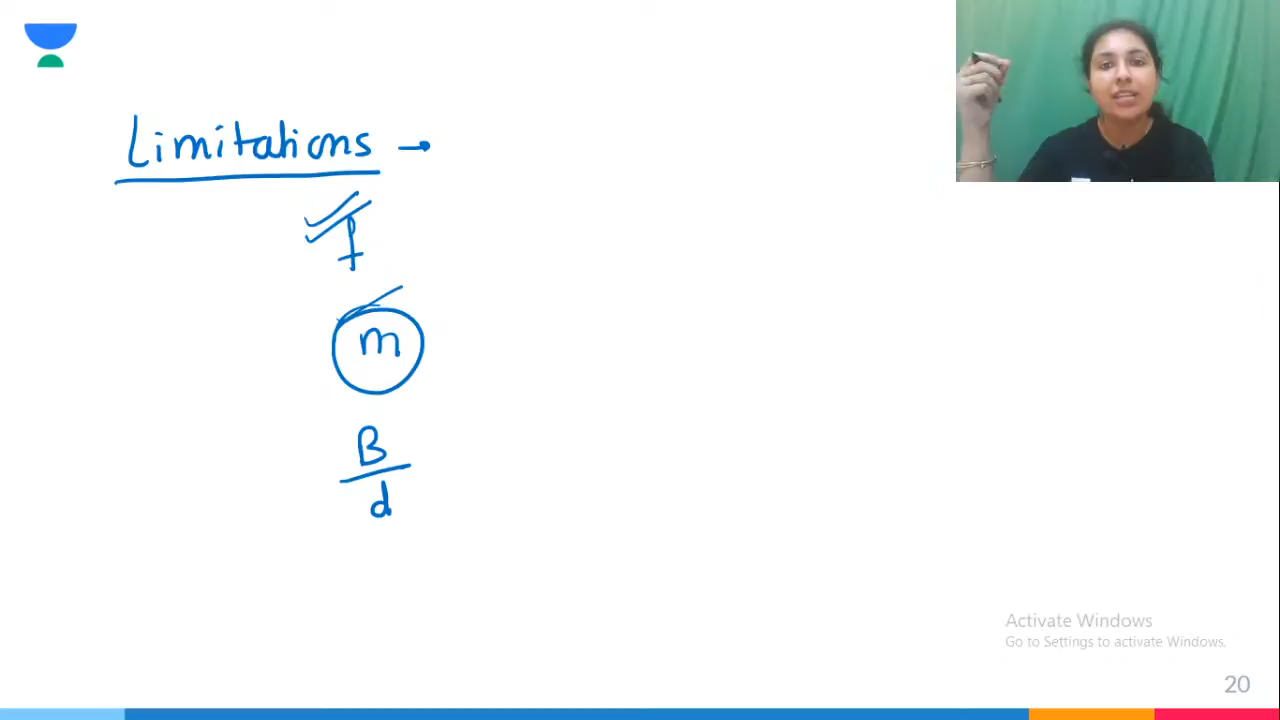 Limitations →
m
B
d
Activate Windows
Go to Settings to activate Windows.
20